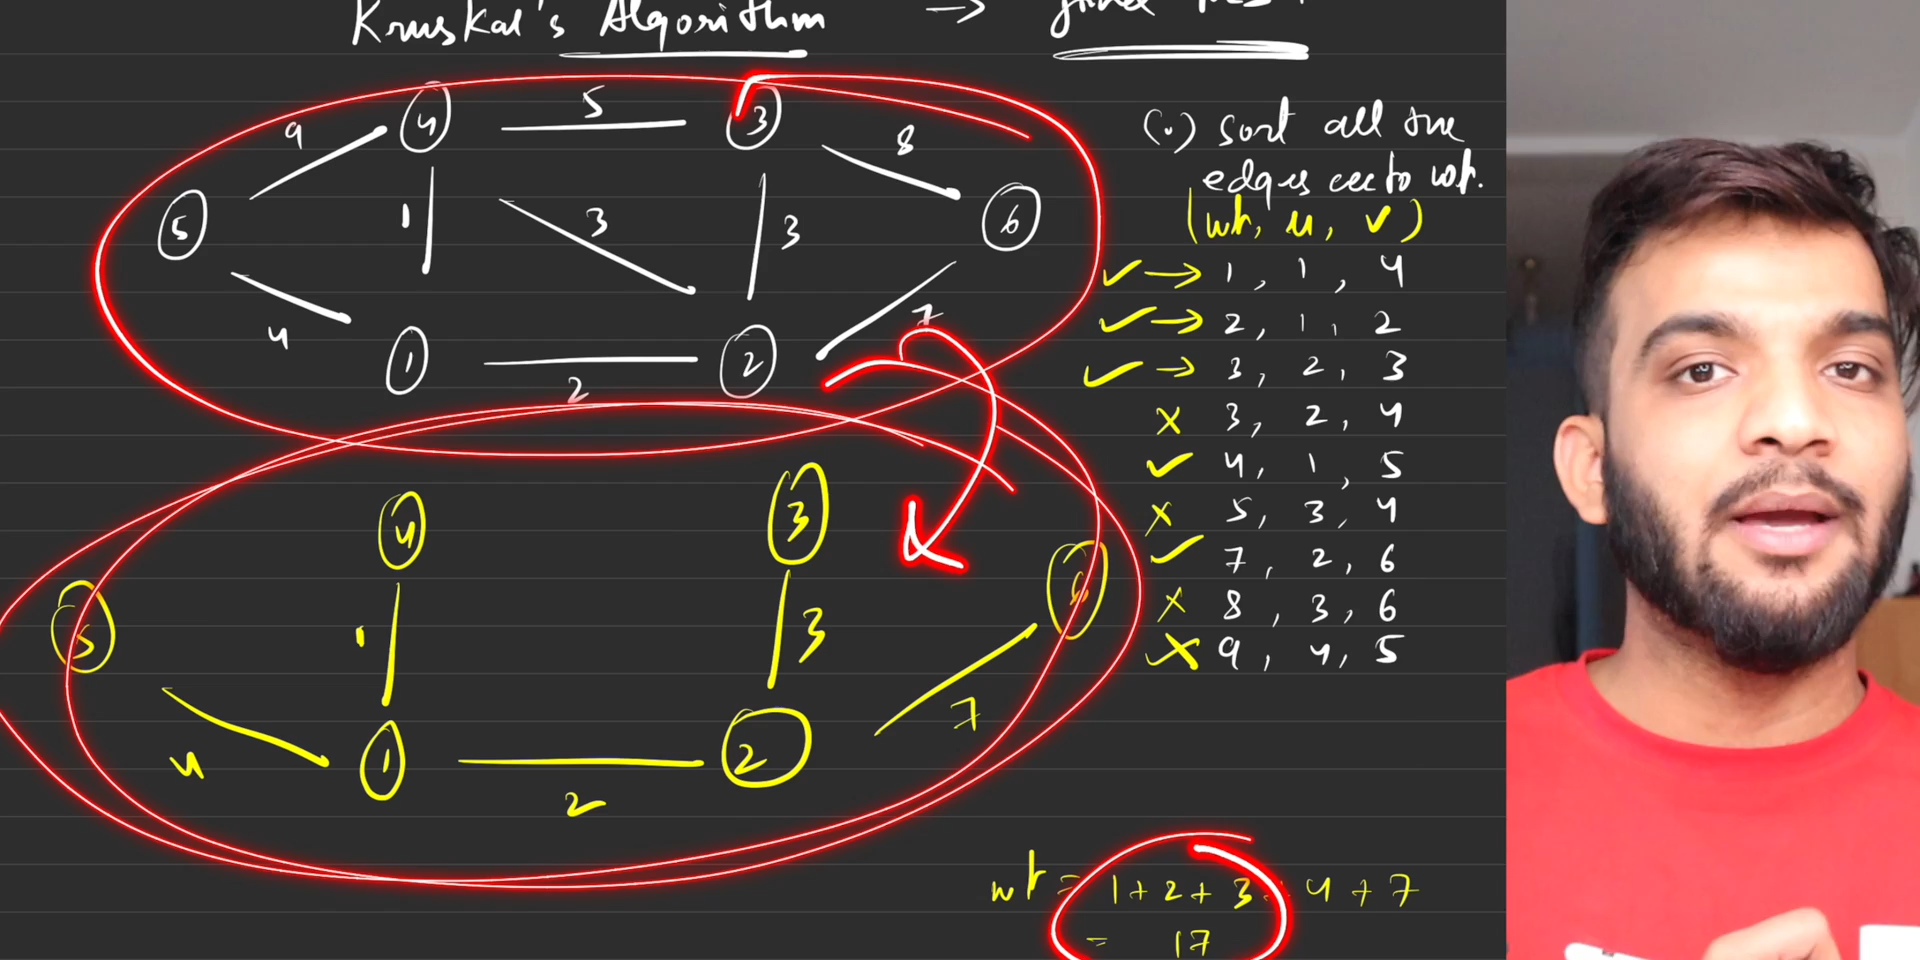 Kruskal's Algorithm →
9 4 5 3 8
5 1 3 3 6
4 1 2 2 7
(•) Sort all the
edges acc to wt.
(wt, u, v)
✓ → 1, 1, 4
✓ → 2, 1, 2
✓ → 3, 2, 3
x 3, 2, 4
✓ 4, 1, 5
x 5, 3, 4
✓ 7, 2, 6
x 8, 3, 6
x 9, 4, 5
4 3
5 1 3 6
4 1 2 2 7
wt = 1 + 2 + 3 + 4 + 7
= 17